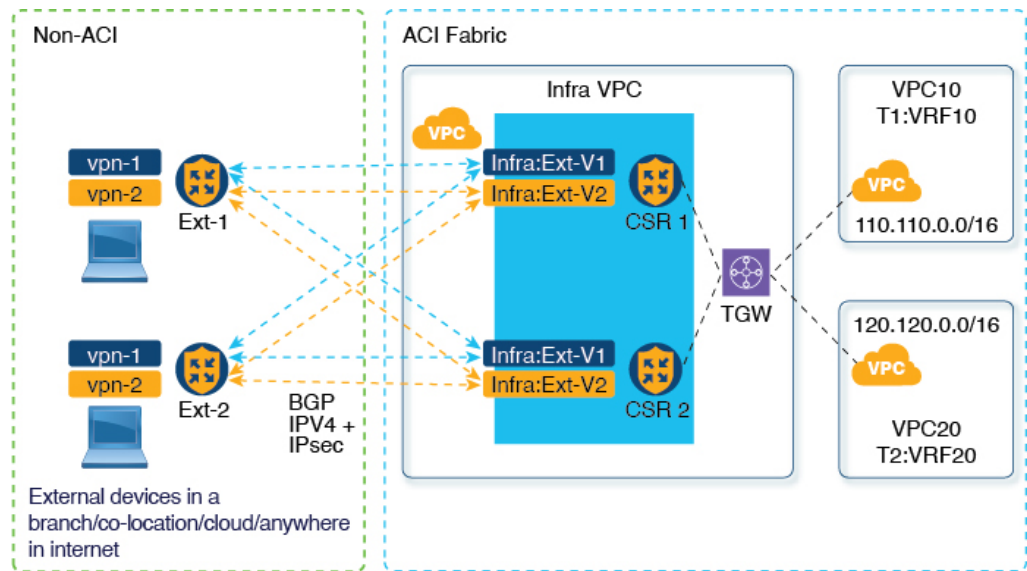 Non-ACI
vpn-1
vpn-2
Ext-1
vpn-1
vpn-2
Ext-2
BGP
IPV4 +
IPsec
External devices in a
branch/co-location/cloud/anywhere
in internet
ACI Fabric
Infra VPC
VPC
Infra:Ext-V1
Infra:Ext-V2
CSR 1
Infra:Ext-V1
Infra:Ext-V2
CSR 2
TGW
VPC10
T1:VRF10
VPC
110.110.0.0/16
120.120.0.0/16
VPC
VPC20
T2:VRF20